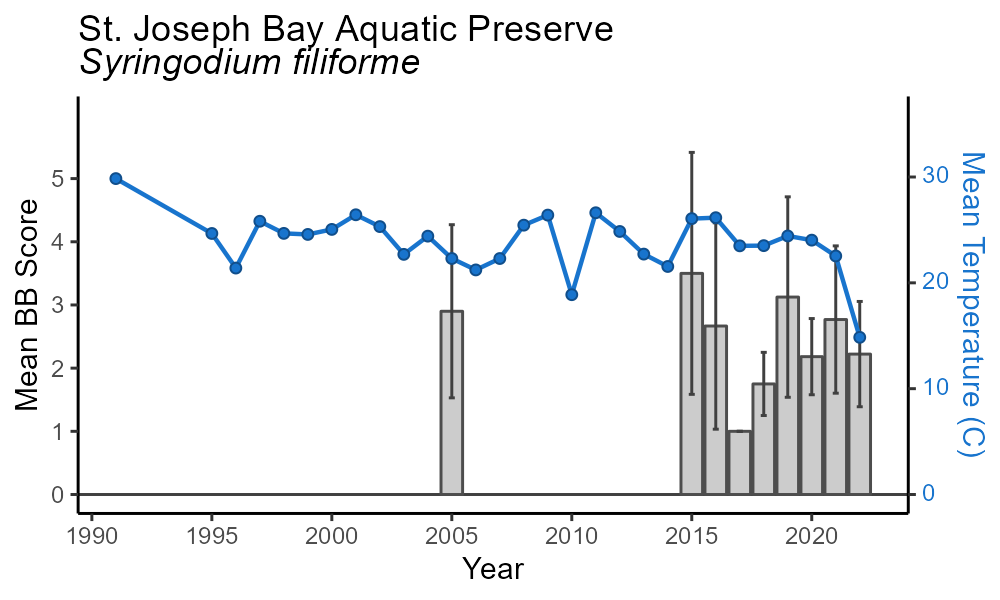 St. Joseph Bay Aquatic Preserve
Syringodium filiforme
Mean BB Score
5
4
3
2
1
0
30
20
10
0
Mean Temperature (C)
1990 1995 2000 2005 2010 2015 2020
Year